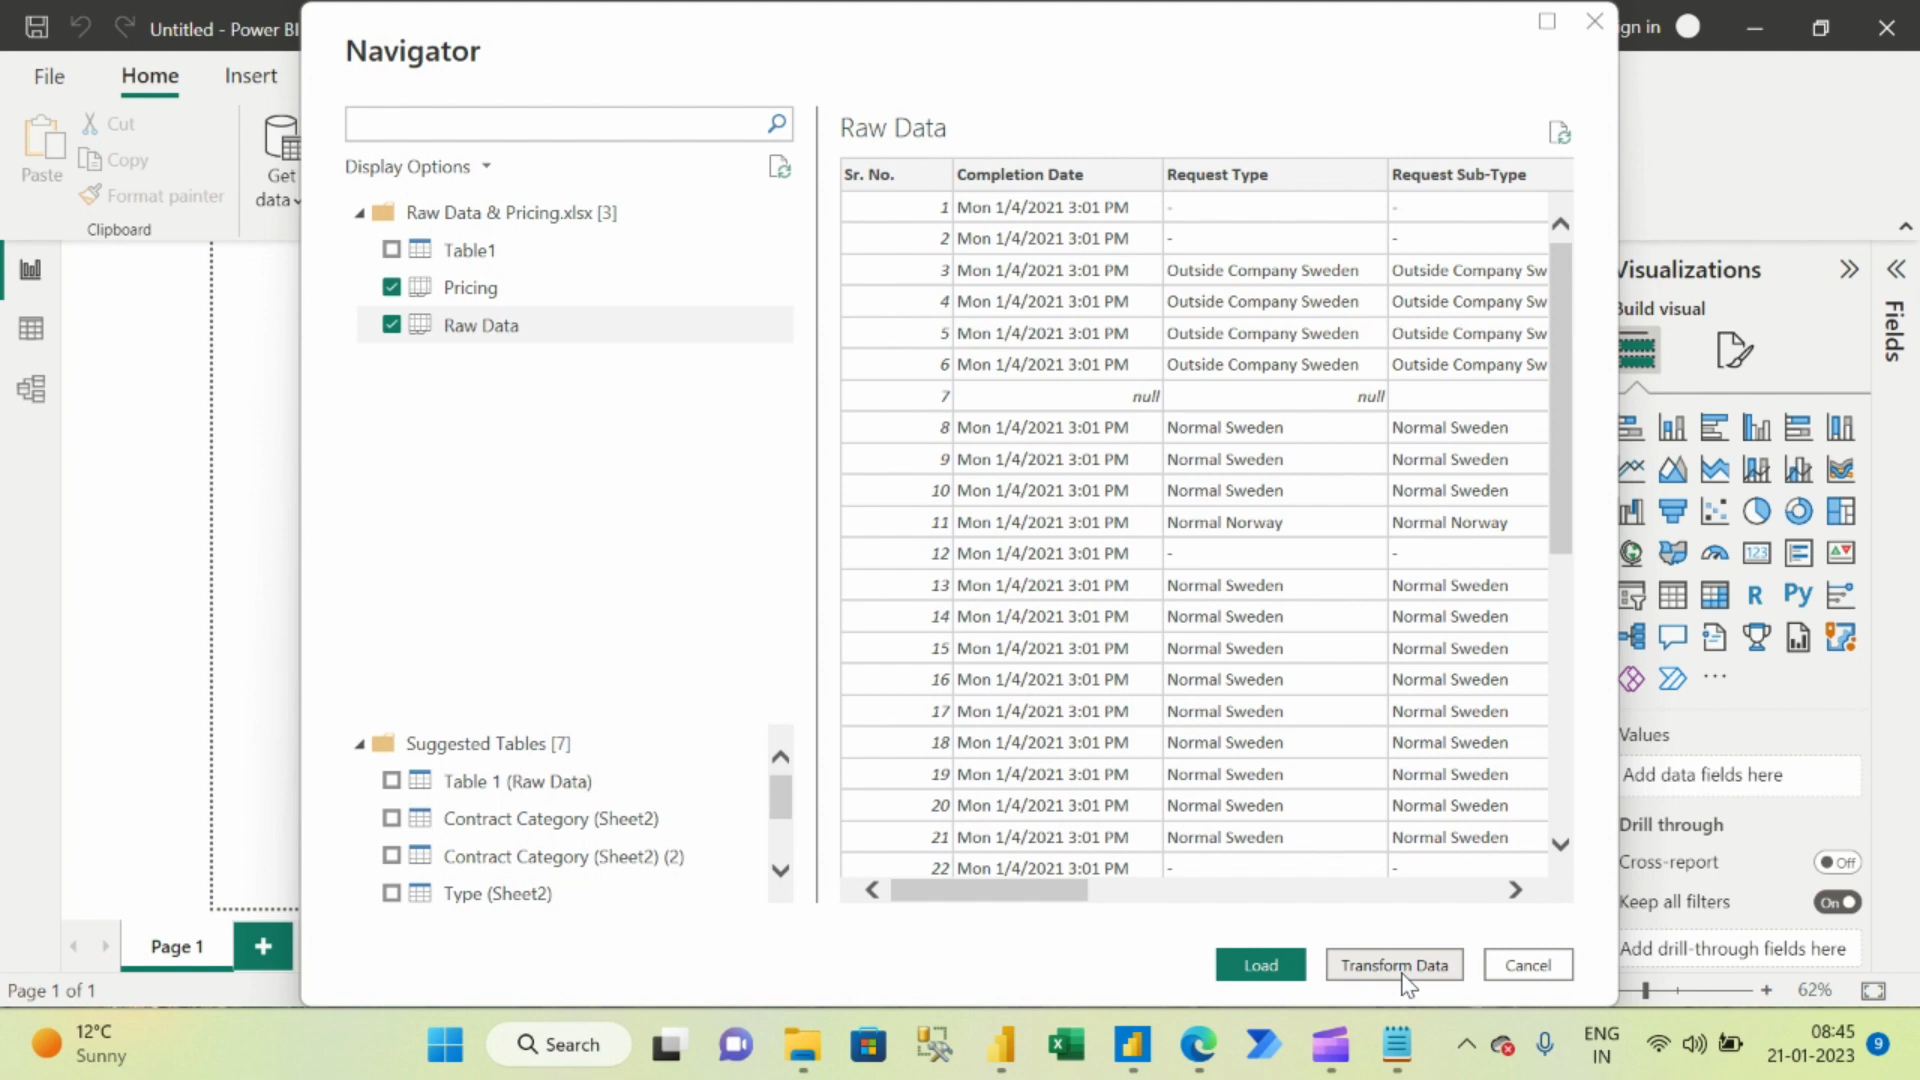 Untitled - Power BI
gn in
File
Home
Insert
Paste
Cut
Copy
Format painter
Clipboard
Get
data
Navigator
Display Options
Raw Data & Pricing.xlsx [3]
Table1
Pricing
Raw Data
Suggested Tables [7]
Table 1 (Raw Data)
Contract Category (Sheet2)
Contract Category (Sheet2) (2)
Type (Sheet2)
Raw Data
Sr. No. Completion Date Request Type Request Sub-Type
1 Mon 1/4/2021 3:01 PM - -
2 Mon 1/4/2021 3:01 PM - -
3 Mon 1/4/2021 3:01 PM Outside Company Sweden Outside Company Sw
4 Mon 1/4/2021 3:01 PM Outside Company Sweden Outside Company Sw
5 Mon 1/4/2021 3:01 PM Outside Company Sweden Outside Company Sw
6 Mon 1/4/2021 3:01 PM Outside Company Sweden Outside Company Sw
7 null null
8 Mon 1/4/2021 3:01 PM Normal Sweden Normal Sweden
9 Mon 1/4/2021 3:01 PM Normal Sweden Normal Sweden
10 Mon 1/4/2021 3:01 PM Normal Sweden Normal Sweden
11 Mon 1/4/2021 3:01 PM Normal Norway Normal Norway
12 Mon 1/4/2021 3:01 PM - -
13 Mon 1/4/2021 3:01 PM Normal Sweden Normal Sweden
14 Mon 1/4/2021 3:01 PM Normal Sweden Normal Sweden
15 Mon 1/4/2021 3:01 PM Normal Sweden Normal Sweden
16 Mon 1/4/2021 3:01 PM Normal Sweden Normal Sweden
17 Mon 1/4/2021 3:01 PM Normal Sweden Normal Sweden
18 Mon 1/4/2021 3:01 PM Normal Sweden Normal Sweden
19 Mon 1/4/2021 3:01 PM Normal Sweden Normal Sweden
20 Mon 1/4/2021 3:01 PM Normal Sweden Normal Sweden
21 Mon 1/4/2021 3:01 PM Normal Sweden Normal Sweden
22 Mon 1/4/2021 3:01 PM - -
Load
Transform Data
Cancel
Visualizations
Build visual
123
R
Py
...
Values
Add data fields here
Drill through
Cross-report
Off
Keep all filters
On
Add drill-through fields here
Fields
Page 1
+
Page 1 of 1
62%
12°C
Sunny
Search
ENG
IN
08:45
21-01-2023
9